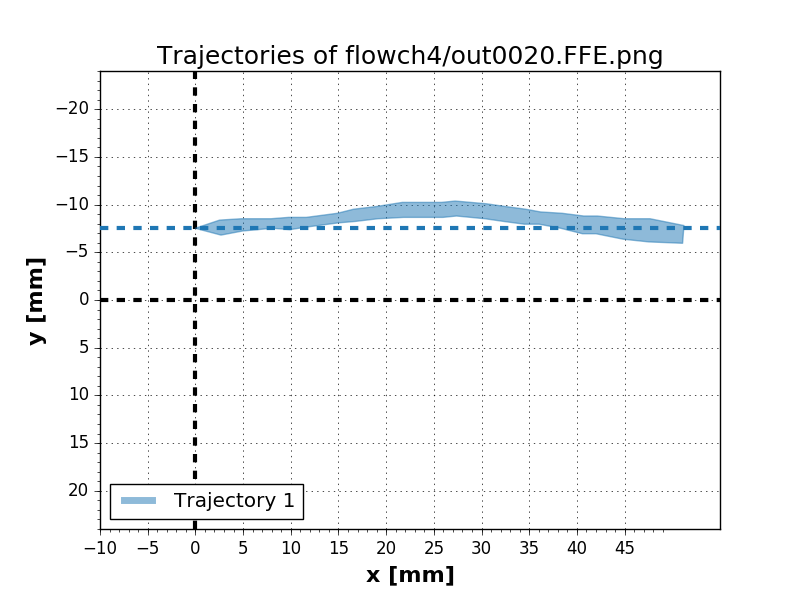 Trajectories of flowch4/out0020.FFE.png
−20
−15
−10
−5
0
5
10
15
20
y [mm]
Trajectory 1
−10 −5 0 5 10 15 20 25 30 35 40 45
x [mm]